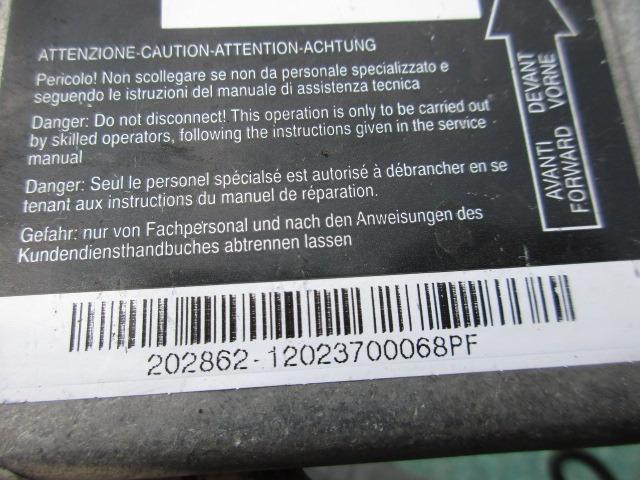 ATTENZIONE-CAUTION-ATTENTION-ACHTUNG
Pericolo! Non scollegare se non da personale specializzato e
seguendo le istruzioni del manuale di assistenza tecnica
Danger: Do not disconnect! This operation is only to be carried out
by skilled operators, following the instructions given in the service
manual
Danger: Seul le personel spécialsé est autorisé à débrancher en se
tenant aux instructions du manuel de réparation.
Gefahr: nur von Fachpersonal und nach den Anweisungen des
Kundendiensthandbuches abtrennen lassen
AVANTI DEVANT
FORWARD VORNE
202862-12023700068PF